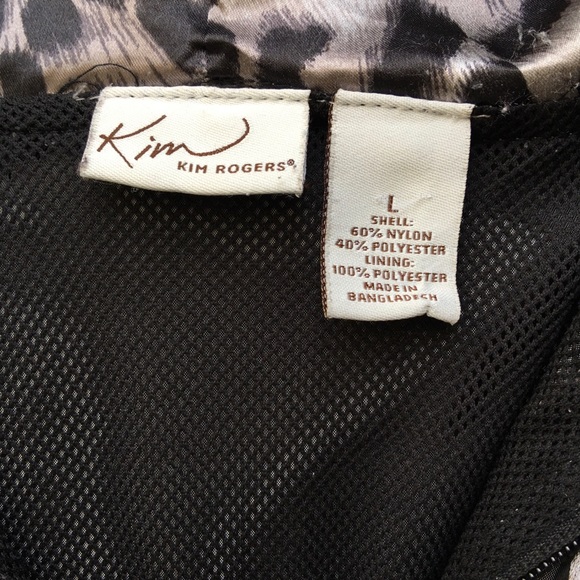 Kim
KIM ROGERS®
L
SHELL:
60% NYLON
40% POLYESTER
LINING:
100% POLYESTER
MADE IN
BANGLADESH